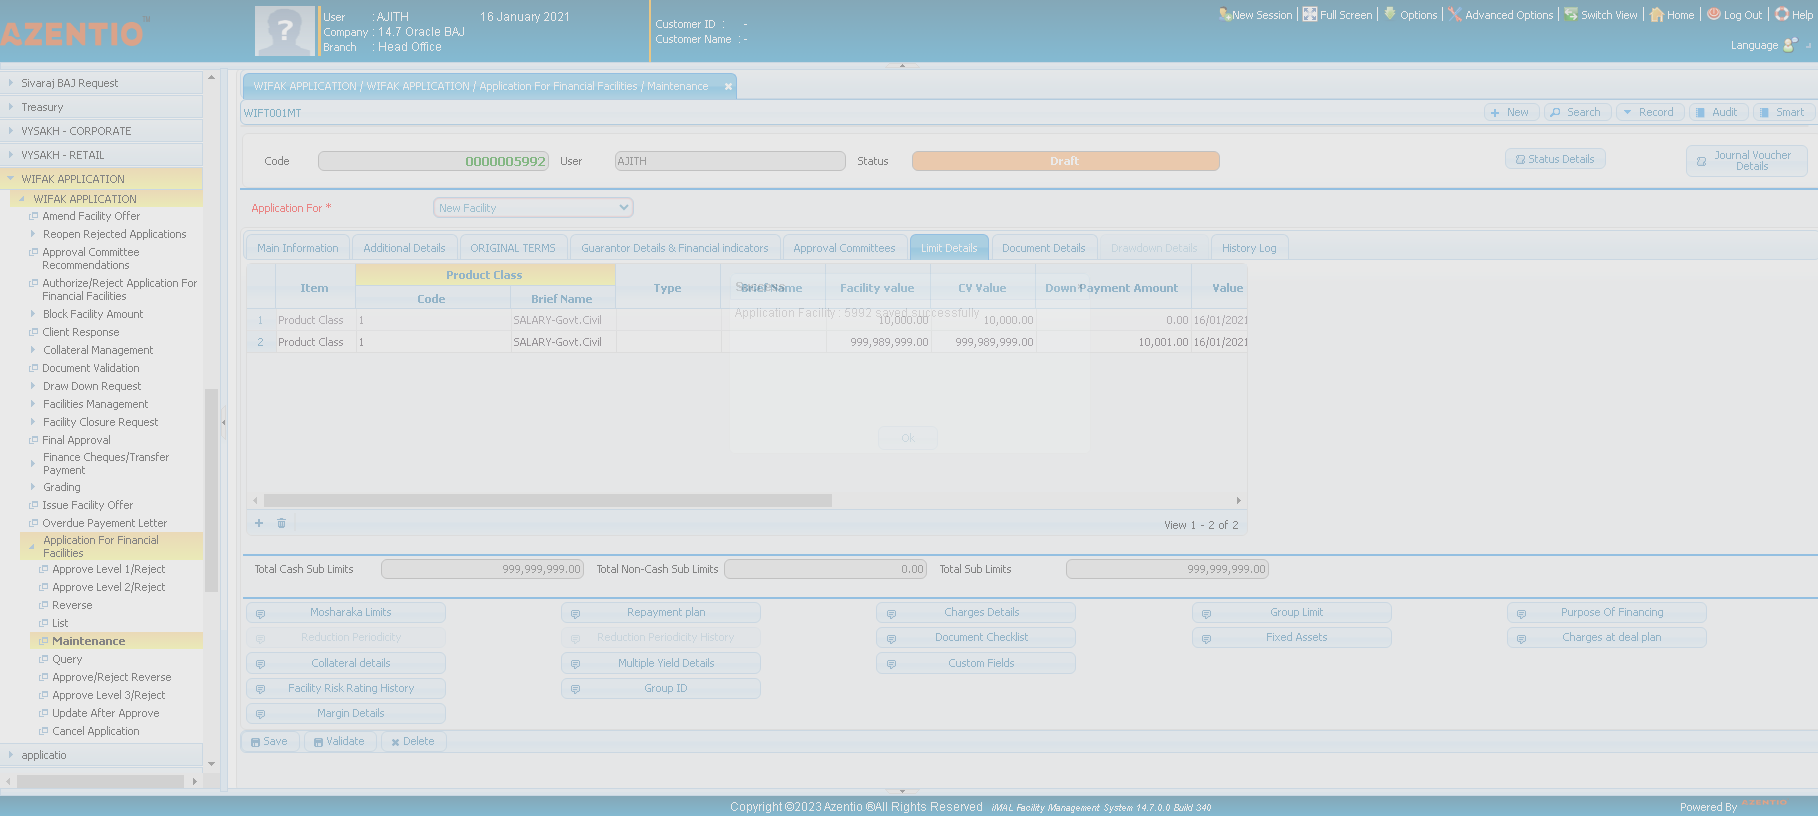 AZENTIO™
User : AJITH 16 January 2021
Company : 14.7 Oracle BAJ
Branch : Head Office
Customer ID : -
Customer Name : -
New Session Full Screen Options Advanced Options Switch View Home Log Out Help
Language
Sivaraj BAJ Request
Treasury
VYSAKH - CORPORATE
VYSAKH - RETAIL
WIFAK APPLICATION
WIFAK APPLICATION
Amend Facility Offer
Reopen Rejected Applications
Approval Committee
Recommendations
Authorize/Reject Application For
Financial Facilities
Block Facility Amount
Client Response
Collateral Management
Document Validation
Draw Down Request
Facilities Management
Facility Closure Request
Final Approval
Finance Cheques/Transfer
Payment
Grading
Issue Facility Offer
Overdue Payement Letter
Application For Financial
Facilities
Approve Level 1/Reject
Approve Level 2/Reject
Reverse
List
Maintenance
Query
Approve/Reject Reverse
Approve Level 3/Reject
Update After Approve
Cancel Application
applicatio
WIFAK APPLICATION / WIFAK APPLICATION / Application For Financial Facilities / Maintenance
WIFT001MT
New Search Record Audit Smart
Code 0000005992 User AJITH Status Draft
Status Details
Journal Voucher
Details
Application For * New Facility
Main Information Additional Details ORIGINAL TERMS Guarantor Details & Financial indicators Approval Committees Limit Details Document Details Drawdown Details History Log
Item Product Class Type Brief Name Facility value CV Value Down Payment Amount Value
Code Brief Name
1 Product Class 1 SALARY-Govt.Civil 10,000.00 10,000.00 0.00 16/01/2021
2 Product Class 1 SALARY-Govt.Civil 999,989,999.00 999,989,999.00 10,001.00 16/01/2021
Success
Application Facility : 5992 saved successfully
Ok
View 1 - 2 of 2
Total Cash Sub Limits 999,999,999.00 Total Non-Cash Sub Limits 0.00 Total Sub Limits 999,999,999.00
Mosharaka Limits Repayment plan Charges Details Group Limit Purpose Of Financing
Reduction Periodicity Reduction Periodicity History Document Checklist Fixed Assets Charges at deal plan
Collateral details Multiple Yield Details Custom Fields
Facility Risk Rating History Group ID
Margin Details
Save Validate Delete
Copyright ©2023 Azentio ®All Rights Reserved iMAL Facility Management System 14.7.0.0 Build 340
Powered By AZENTIO